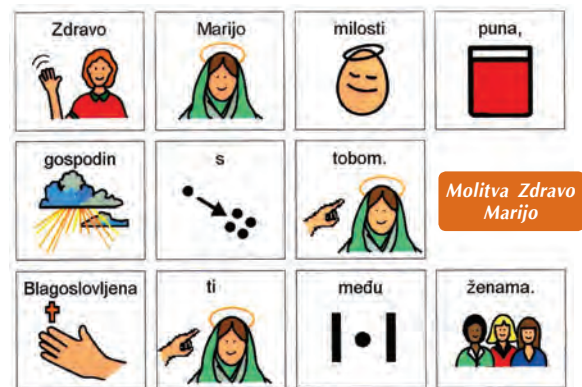 Zdravo Marijo milosti puna,
gospodin s tobom.
Molitva Zdravo
Marijo
Blagoslovljena ti među ženama.